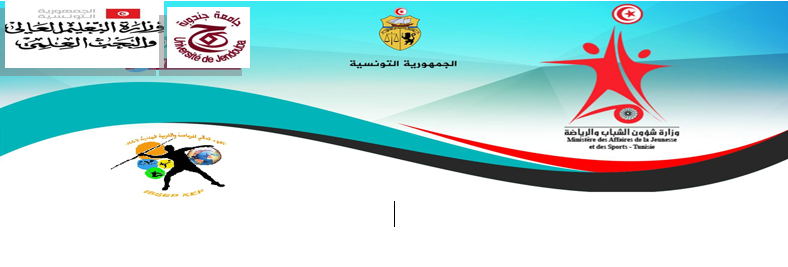 الجمهورية
التونسية
وزارة التعليم العالي
والبحث العلمي
جامعة جندوبة
Université de Jendouba
الجمهورية التونسية
وزارة شؤون الشباب والرياضة
Ministère des Affaires de la Jeunesse
et des Sports - Tunisie
ISSEP KEF